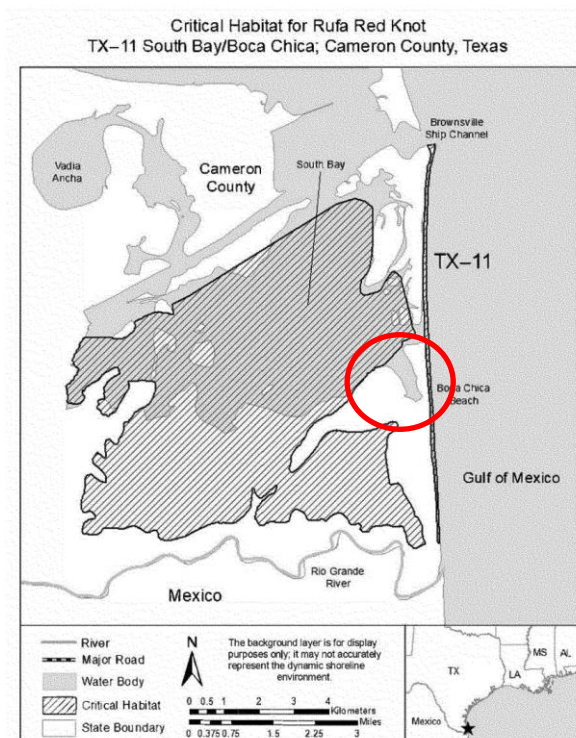 Critical Habitat for Rufa Red Knot
TX-11 South Bay/Boca Chica; Cameron County, Texas
Brownsville
Ship Channel
Vadia
Ancha
Cameron
County
South Bay
TX-11
Boca Chica
Beach
Gulf of Mexico
Rio Grande
River
Mexico
River
Major Road
Water Body
Critical Habitat
State Boundary
N
The background layer is for display
purposes only; it may not accurately
represent the dynamic shoreline
environment.
0 0.5 1 2 3 4
Kilometers
Miles
0 0.375 0.75 1.5 2.25 3
TX
LA
MS
AL
Mexico